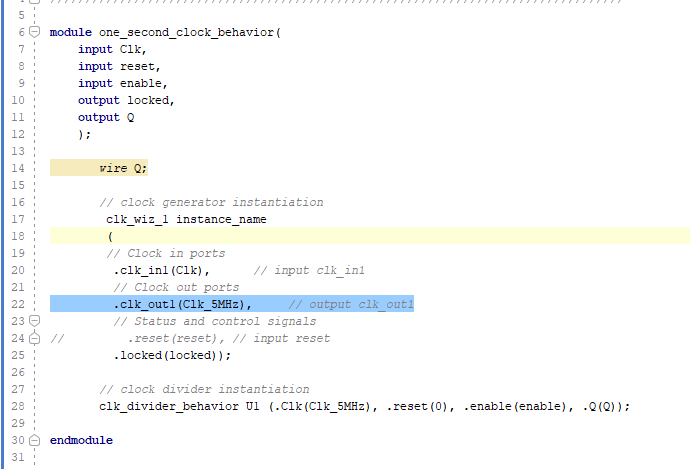 5
6 module one_second_clock_behavior(
7 input Clk,
8 input reset,
9 input enable,
10 output locked,
11 output Q
12 );
13
14 wire Q;
15
16 // clock generator instantiation
17 clk_wiz_1 instance_name
18 (
19 // Clock in ports
20 .clk_in1(Clk), // input clk_in1
21 // Clock out ports
22 .clk_out1(Clk_5MHz), // output clk_out1
23 // Status and control signals
24 // .reset(reset), // input reset
25 .locked(locked));
26
27 // clock divider instantiation
28 clk_divider_behavior U1 (.Clk(Clk_5MHz), .reset(0), .enable(enable), .Q(Q));
29
30 endmodule
31